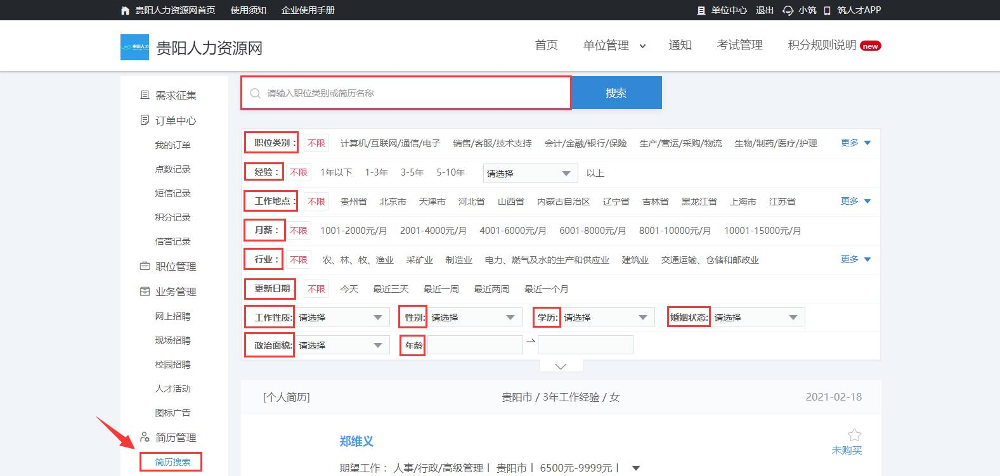 贵阳人力资源网首页 使用须知 企业使用手册 单位中心 退出 小筑 筑人才APP
贵阳人力资源网 首页 单位管理 通知 考试管理 积分规则说明 new
需求征集
订单中心
我的订单
点数记录
短信记录
积分记录
信誉记录
职位管理
业务管理
网上招聘
现场招聘
校园招聘
人才活动
图标广告
简历管理
简历搜索
请输入职位类别或简历名称 搜索
职位类别： 不限 计算机/互联网/通信/电子 销售/客服/技术支持 会计/金融/银行/保险 生产/营运/采购/物流 生物/制药/医疗/护理 更多
经验： 不限 1年以下 1-3年 3-5年 5-10年 请选择 以上
工作地点： 不限 贵州省 北京市 天津市 河北省 山西省 内蒙古自治区 辽宁省 吉林省 黑龙江省 上海市 江苏省 更多
月薪： 不限 1001-2000元/月 2001-4000元/月 4001-6000元/月 6001-8000元/月 8001-10000元/月 10001-15000元/月
行业： 不限 农、林、牧、渔业 采矿业 制造业 电力、燃气及水的生产和供应业 建筑业 交通运输、仓储和邮政业 更多
更新日期 不限 今天 最近三天 最近一周 最近两周 最近一个月
工作性质: 请选择 性别: 请选择 学历: 请选择 婚姻状态: 请选择
政治面貌: 请选择 年龄
[个人简历] 贵阳市 / 3年工作经验 / 女 2021-02-18
郑维义
未购买
期望工作： 人事/行政/高级管理丨 贵阳市丨 6500元-9999元丨